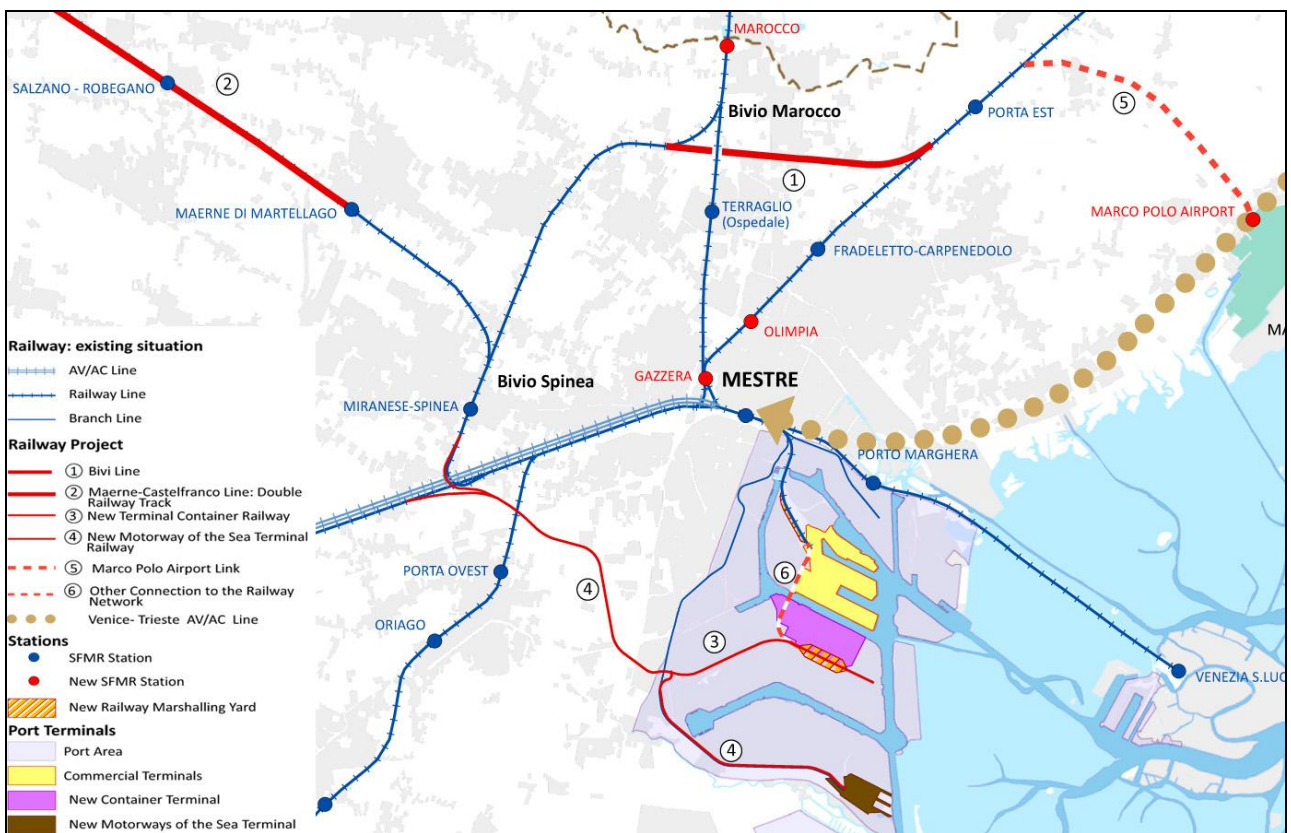 MAROCCO
SALZANO - ROBEGANO
②
Bivio Marocco
PORTA EST
⑤
①
MAERNE DI MARTELLAGO
TERRAGLIO
(Ospedale)
MARCO POLO AIRPORT
FRADELETTO-CARPENEDOLO
OLIMPIA
MA
GAZZERA
MESTRE
Bivio Spinea
MIRANESE-SPINEA
PORTO MARGHERA
PORTA OVEST
④
⑥
ORIAGO
③
VENEZIA S.LUC
④
Railway: existing situation
AV/AC Line
Railway Line
Branch Line
Railway Project
① Bivi Line
② Maerne-Castelfranco Line: Double
Railway Track
③ New Terminal Container Railway
④ New Motorway of the Sea Terminal
Railway
⑤ Marco Polo Airport Link
⑥ Other Connection to the Railway
Network
Venice- Trieste AV/AC Line
Stations
SFMR Station
New SFMR Station
New Railway Marshalling Yard
Port Terminals
Port Area
Commercial Terminals
New Container Terminal
New Motorways of the Sea Terminal